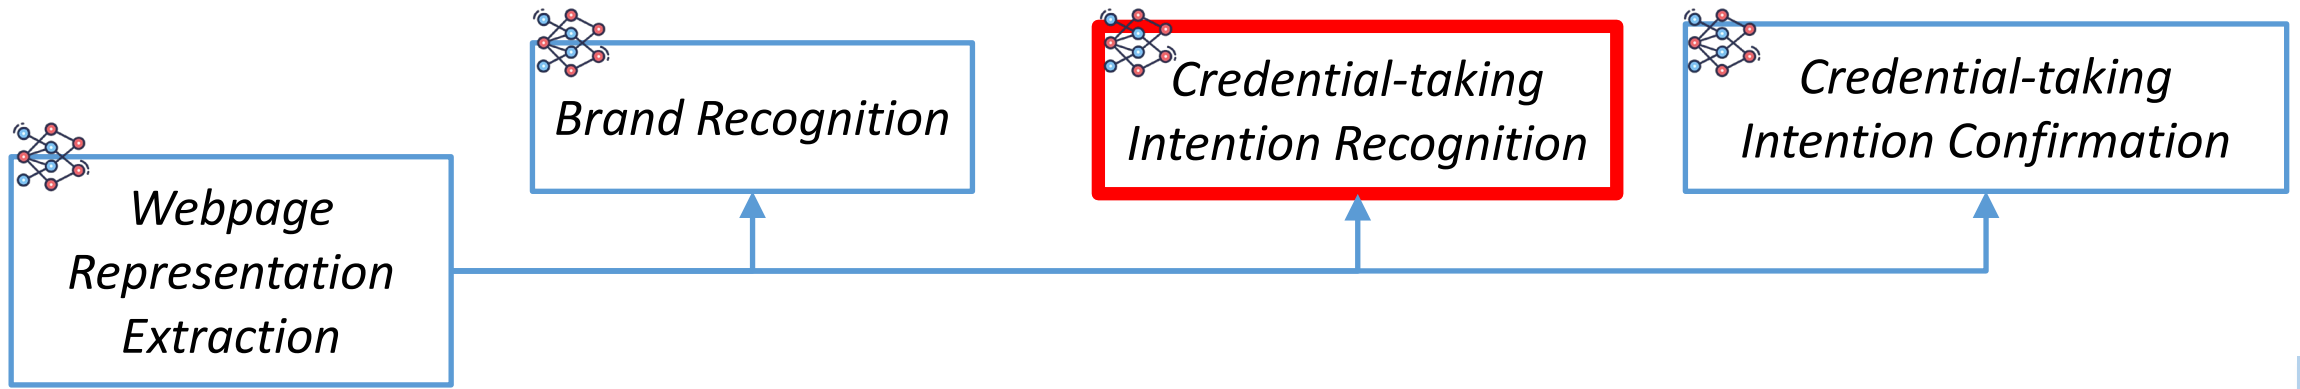 Webpage
Representation
Extraction
Brand Recognition
Credential-taking
Intention Recognition
Credential-taking
Intention Confirmation